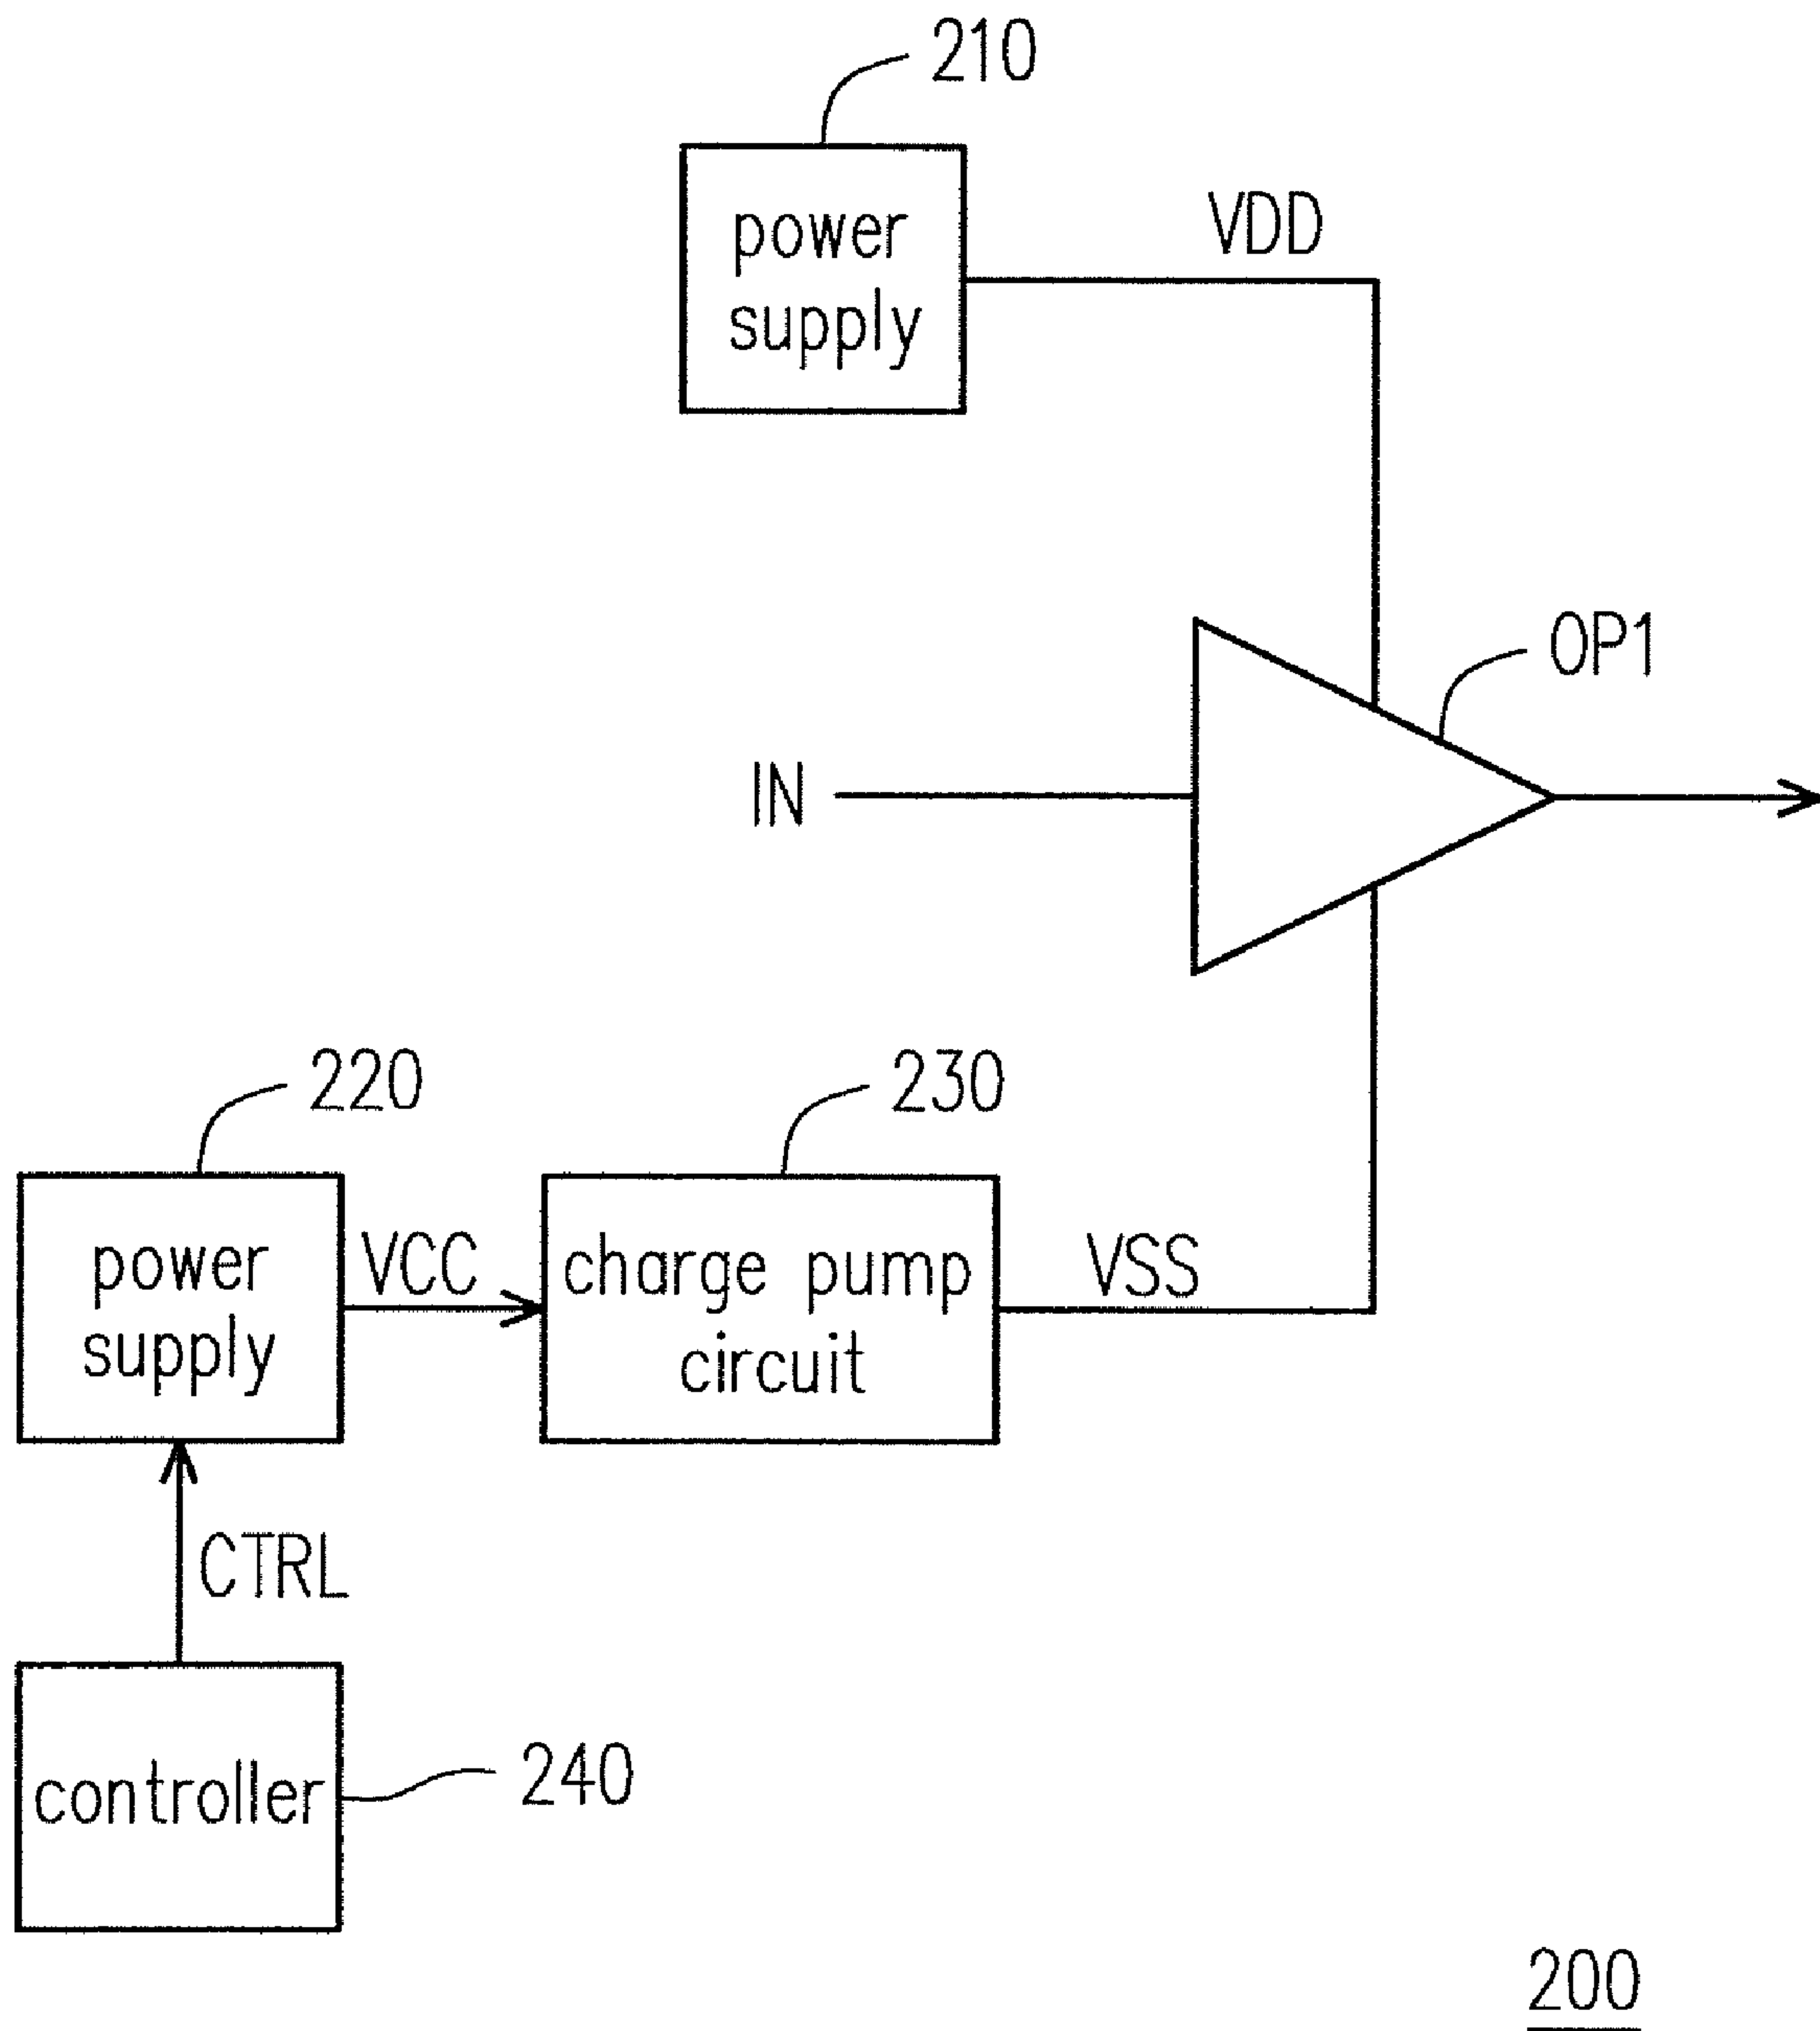 210
power
supply
VDD
OP1
IN
220
230
power
supply
VCC
charge pump
circuit
VSS
CTRL
controller
240
200